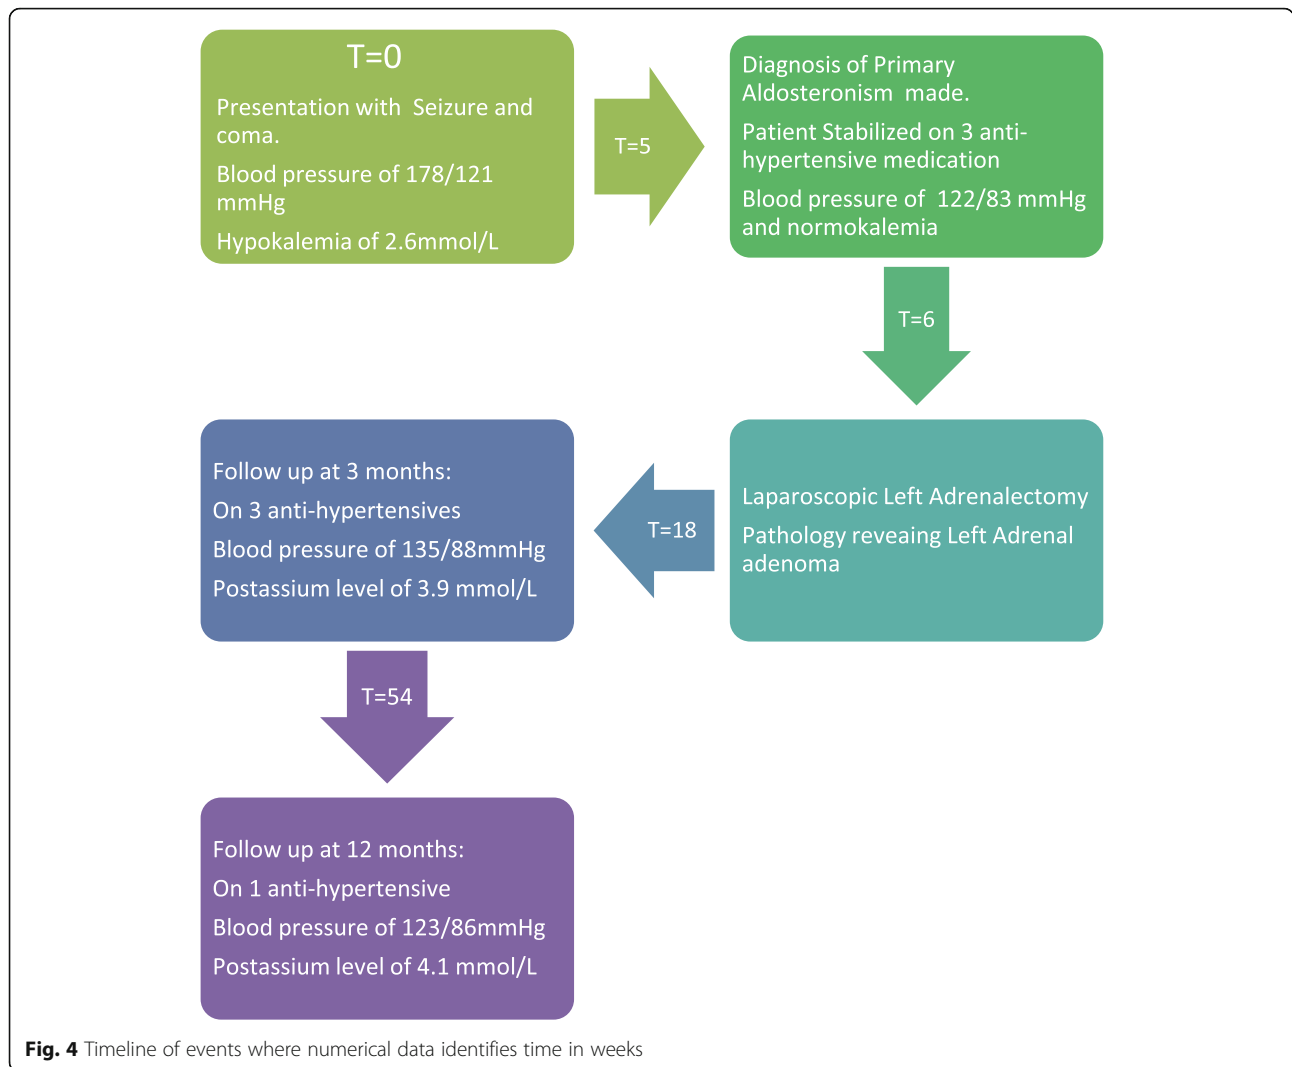 T=0
Presentation with Seizure and
coma.
Blood pressure of 178/121
mmHg
Hypokalemia of 2.6mmol/L
T=5
Diagnosis of Primary
Aldosteronism made.
Patient Stabilized on 3 anti-
hypertensive medication
Blood pressure of 122/83 mmHg
and normokalemia
T=6
Laparoscopic Left Adrenalectomy
Pathology reveaing Left Adrenal
adenoma
T=18
Follow up at 3 months:
On 3 anti-hypertensives
Blood pressure of 135/88mmHg
Postassium level of 3.9 mmol/L
T=54
Follow up at 12 months:
On 1 anti-hypertensive
Blood pressure of 123/86mmHg
Postassium level of 4.1 mmol/L
Fig. 4 Timeline of events where numerical data identifies time in weeks